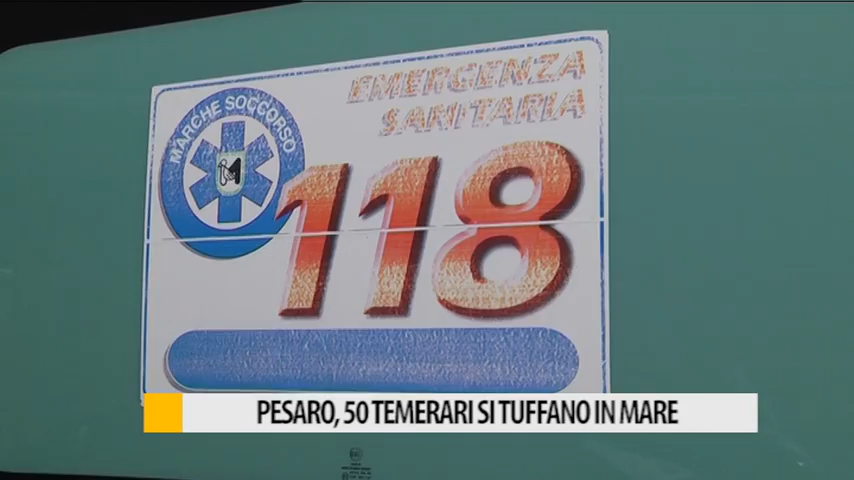 EMERGENZA
SANITARIA
MARCHE SOCCORSO
118
PESARO, 50 TEMERARI SI TUFFANO IN MARE